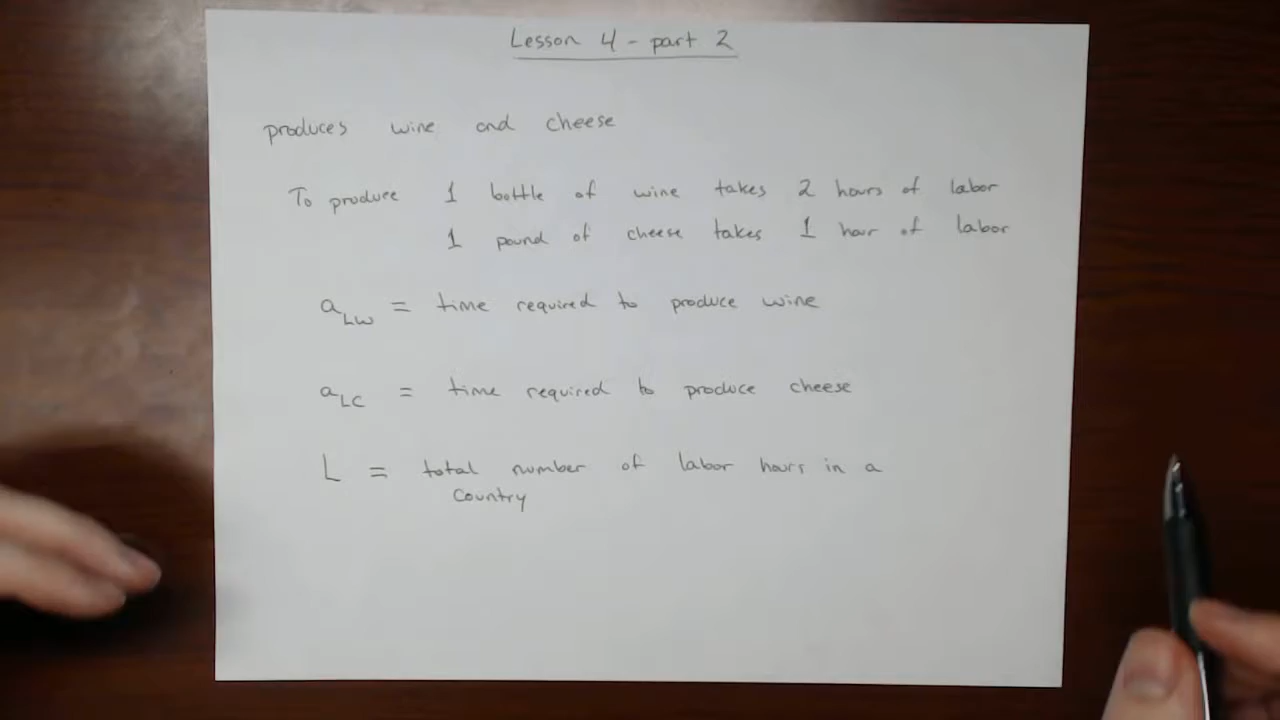 Lesson 4 - part 2
produces wine and cheese
To produce 1 bottle of wine takes 2 hours of labor
1 pound of cheese takes 1 hour of labor
a_LW = time required to produce wine
a_LC = time required to produce cheese
L = total number of labor hours in a
country